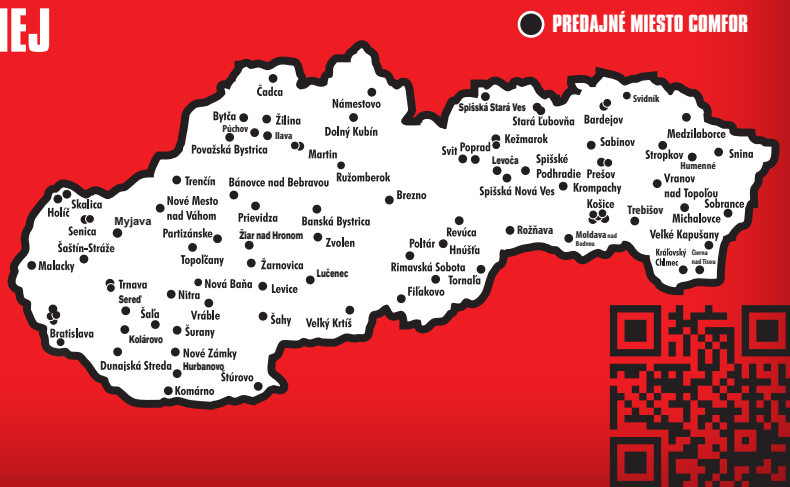 IEJ
PREDAJNÉ MIESTO COMFOR
Čadca
Námestovo
Bytča
Žilina
Púchov
Ilava
Dolný Kubín
Považská Bystrica
Martin
Ružomberok
Spišská Stará Ves
Stará Ľubovňa
Bardejov
Svidník
Medzilaborce
Kežmarok
Sabinov
Svit
Poprad
Levoča
Spišské
Podhradie
Stropkov
Humenné
Snina
Prešov
Spišská Nová Ves
Krompachy
Vranov
nad Topoľou
Sobrance
Trenčín
Bánovce nad Bebravou
Brezno
Košice
Trebišov
Michalovce
Skalica
Holíč
Nové Mesto
nad Váhom
Prievidza
Banská Bystrica
Senica
Myjava
Partizánske
Žiar nad Hronom
Zvolen
Revúca
Rožňava
Moldava nad
Bodvou
Veľké Kapušany
Šaštín-Stráže
Topoľčany
Poltár
Hnúšťa
Kráľovský
Chlmec
Čierna
nad Tisou
Malacky
Žarnovica
Rimavská Sobota
Tornaľa
Lučenec
Trnava
Nová Baňa
Levice
Fiľakovo
Sereď
Nitra
Vráble
Šaľa
Šahy
Veľký Krtíš
Bratislava
Kolárovo
Šurany
Dunajská Streda
Nové Zámky
Hurbanovo
Štúrovo
Komárno